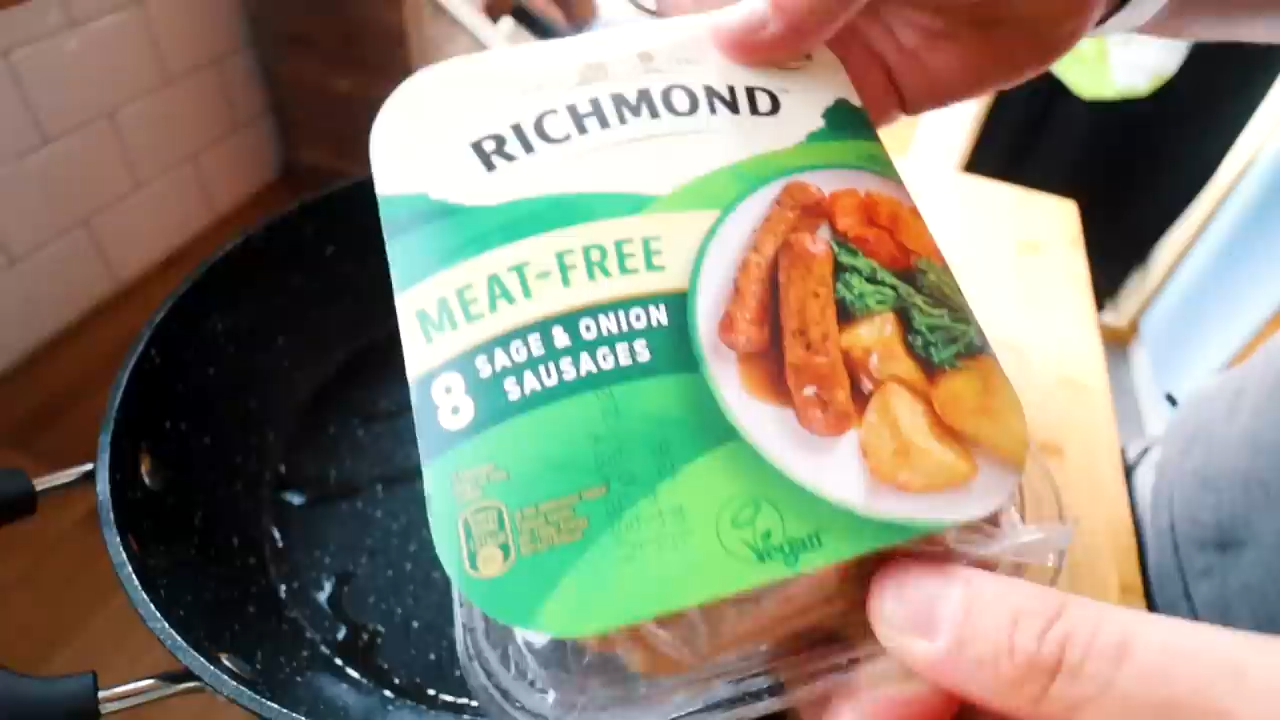 RICHMOND
MEAT-FREE
8 SAGE & ONION
SAUSAGES
Vegan